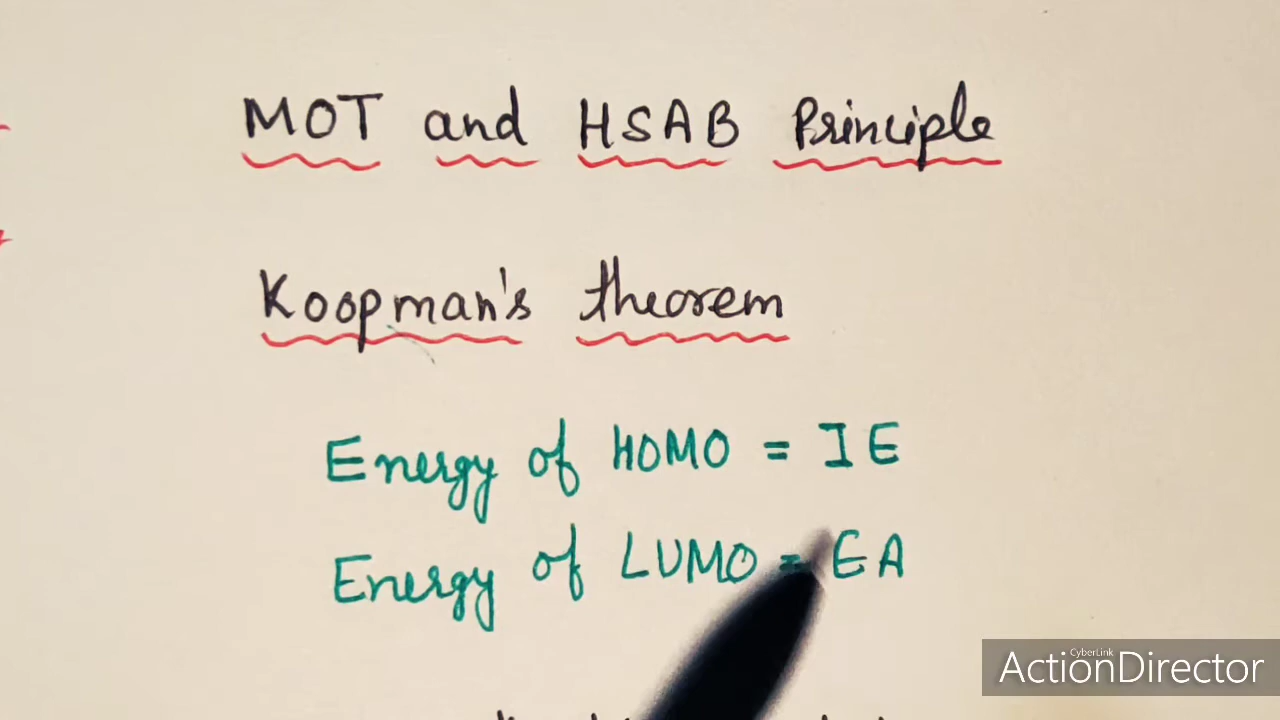 MOT and HSAB Principle
Koopman's theorem
Energy of HOMO = IE
Energy of LUMO = EA
CyberLink
ActionDirector